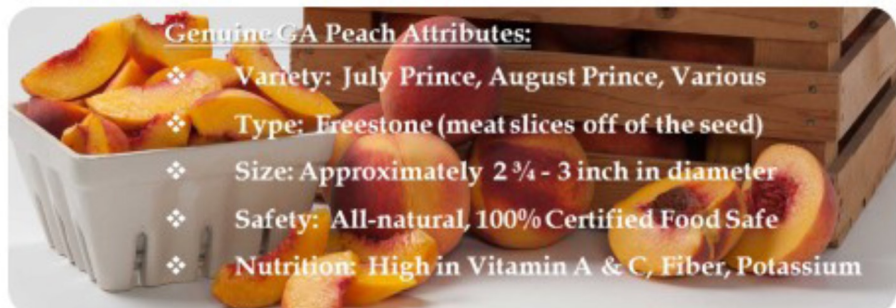 Genuine GA Peach Attributes:
❖ Variety: July Prince, August Prince, Various
❖ Type: Freestone (meat slices off of the seed)
❖ Size: Approximately 2 ¾ - 3 inch in diameter
❖ Safety: All-natural, 100% Certified Food Safe
❖ Nutrition: High in Vitamin A & C, Fiber, Potassium